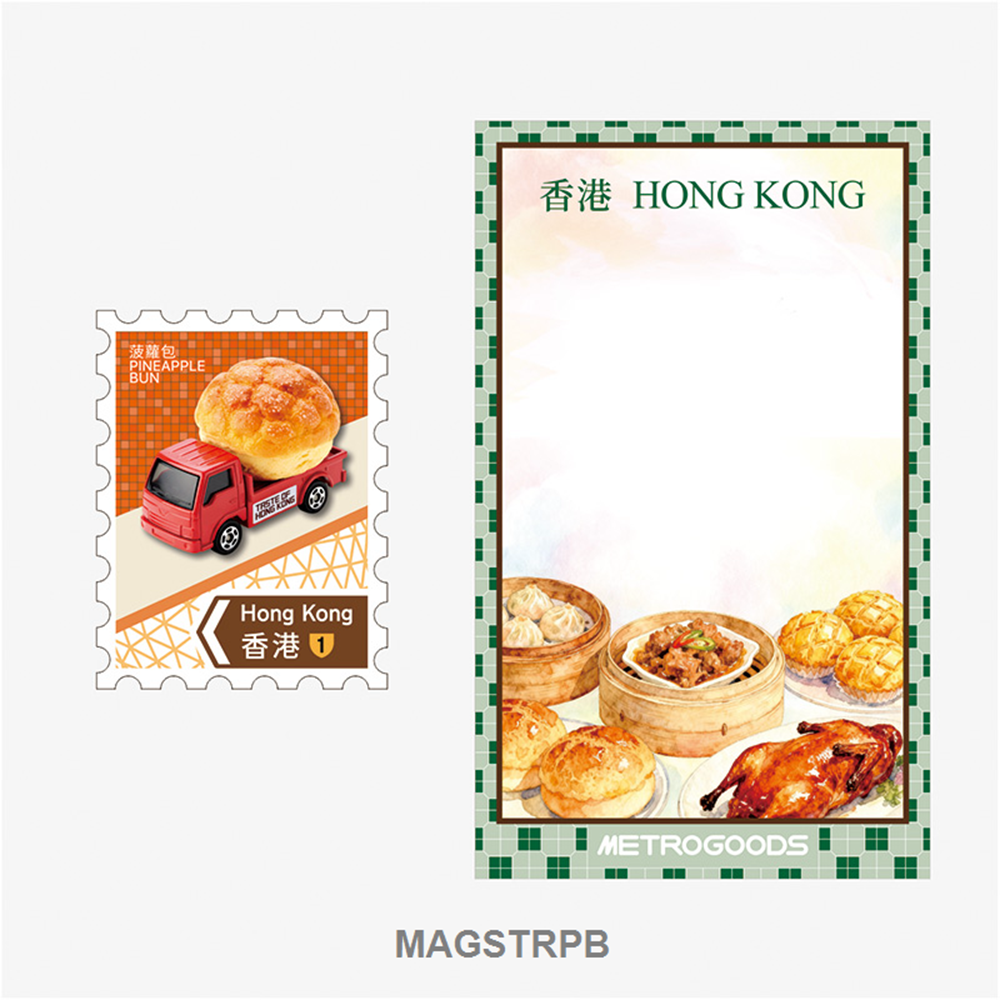 菠蘿包
PINEAPPLE
BUN
TASTE OF
HONG KONG
Hong Kong
香港 1
香港 HONG KONG
METROGOODS
MAGSTRPB